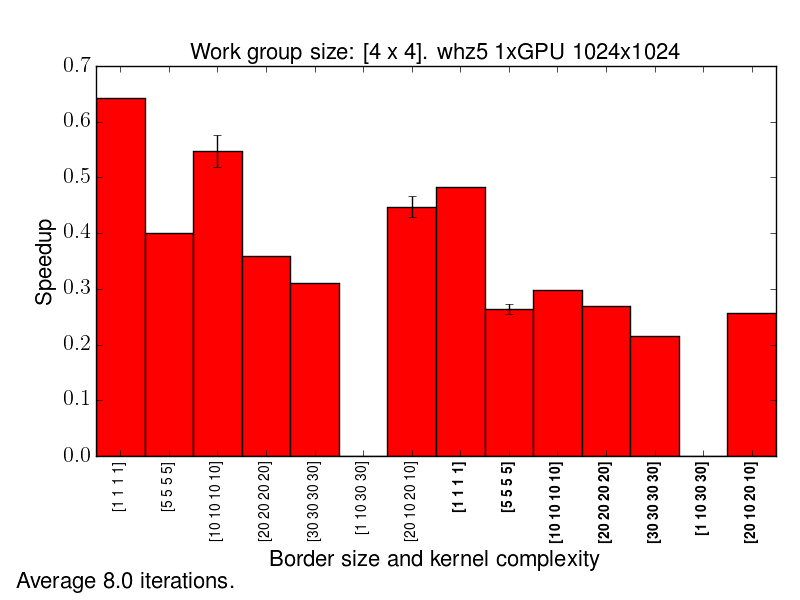 Work group size: [4 x 4]. whz5 1xGPU 1024x1024
0.7
0.6
0.5
0.4
0.3
0.2
0.1
0.0
Speedup
[1 1 1 1]
[5 5 5 5]
[10 10 10 10]
[20 20 20 20]
[30 30 30 30]
[1 10 30 30]
[20 10 20 10]
[1 1 1 1]
[5 5 5 5]
[10 10 10 10]
[20 20 20 20]
[30 30 30 30]
[1 10 30 30]
[20 10 20 10]
Border size and kernel complexity
Average 8.0 iterations.